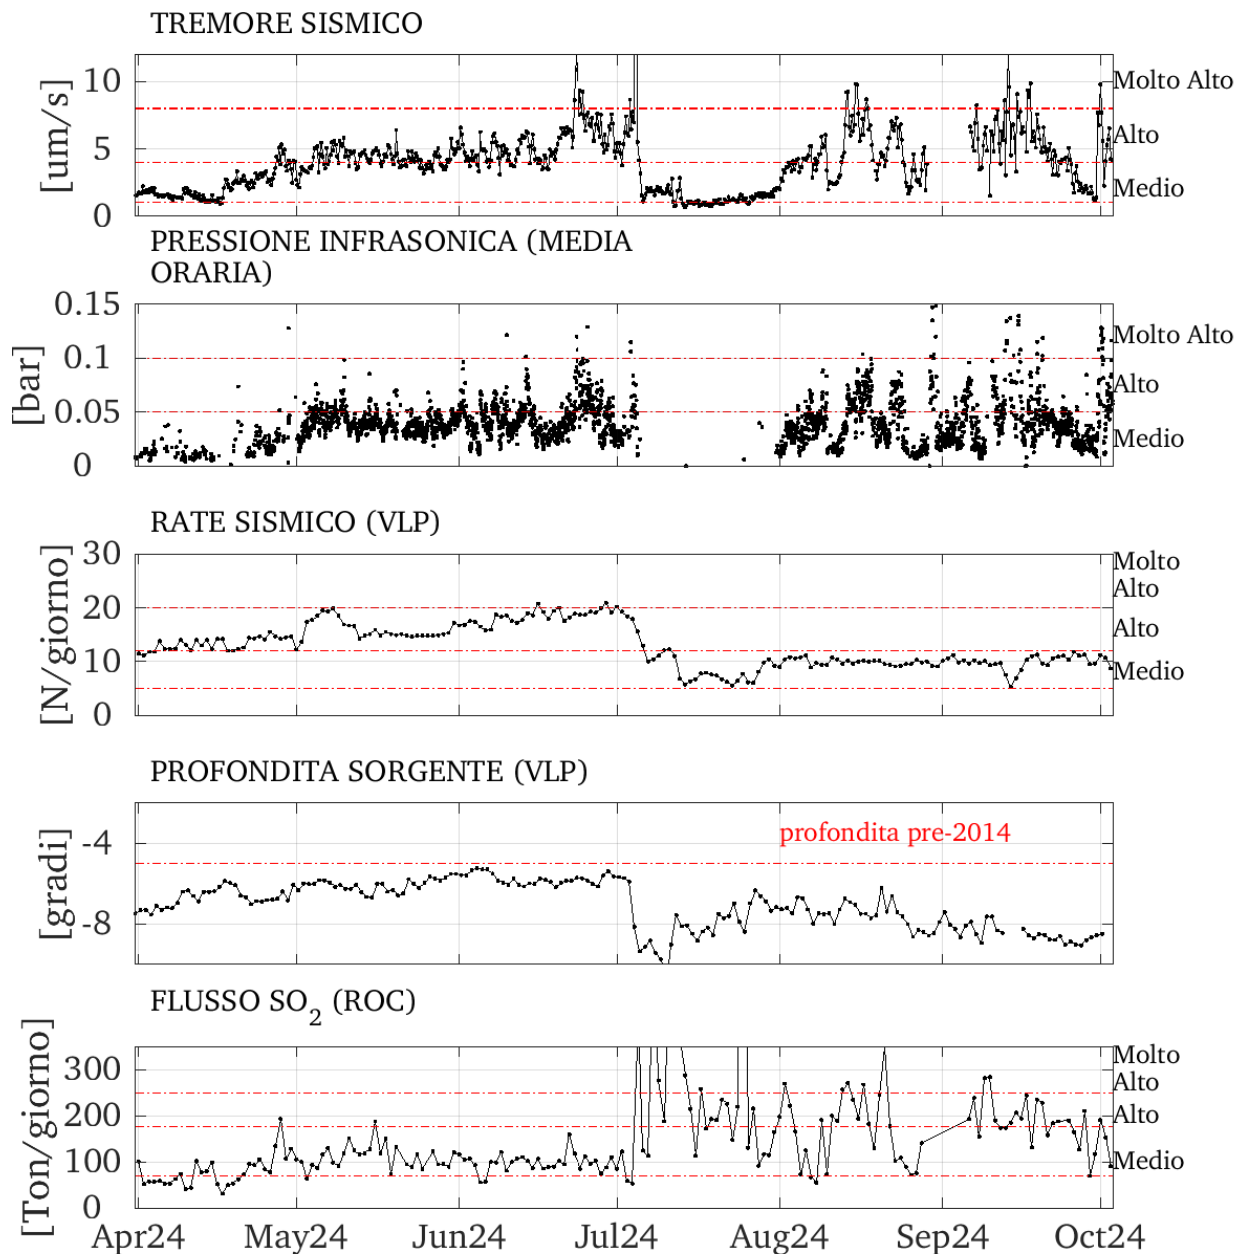 TREMORE SISMICO
[um/s]
10
5
0
Molto Alto
Alto
Medio
PRESSIONE INFRASONICA (MEDIA
ORARIA)
[bar]
0.15
0.1
0.05
0
Molto Alto
Alto
Medio
RATE SISMICO (VLP)
[N/giorno]
30
20
10
0
Molto
Alto
Alto
Medio
PROFONDITA SORGENTE (VLP)
[gradi]
-4
-8
profondita pre-2014
FLUSSO SO2 (ROC)
[Ton/giorno]
300
200
100
0
Molto
Alto
Alto
Medio
Apr24 May24 Jun24 Jul24 Aug24 Sep24 Oct24